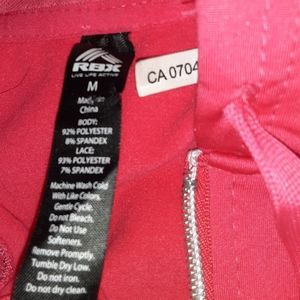 RBX
LIVE LIFE ACTIVE
M
Made in
China
BODY:
92% POLYESTER
8% SPANDEX
LACE:
93% POLYESTER
7% SPANDEX
Machine Wash Cold
With Like Colors.
Gentle Cycle.
Do not Bleach.
Do Not Use
Softeners.
Remove Promptly.
Tumble Dry Low.
Do not iron.
Do not dry clean.
CA 0704